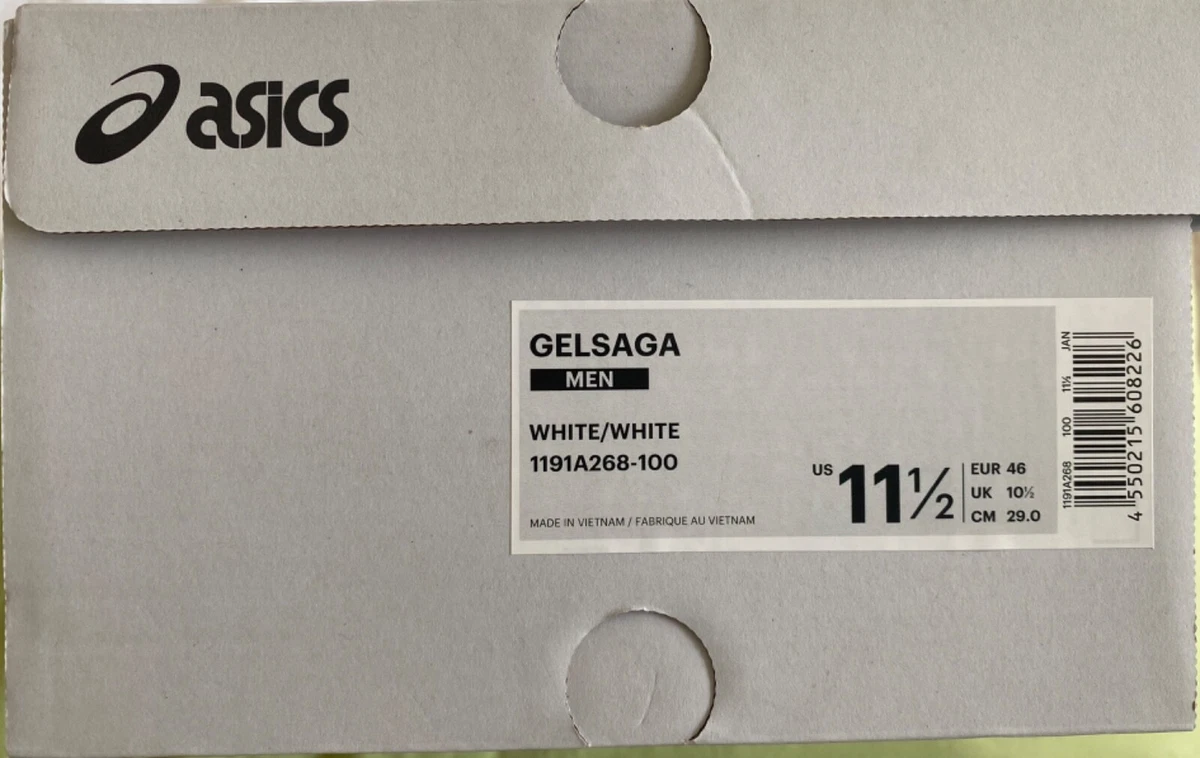 asics
GELSAGA
MEN
WHITE/WHITE
1191A268-100
MADE IN VIETNAM / FABRIQUE AU VIETNAM
US 11½
EUR 46
UK 10½
CM 29.0
1191A268 100 11½ JAN
4 550215 608226